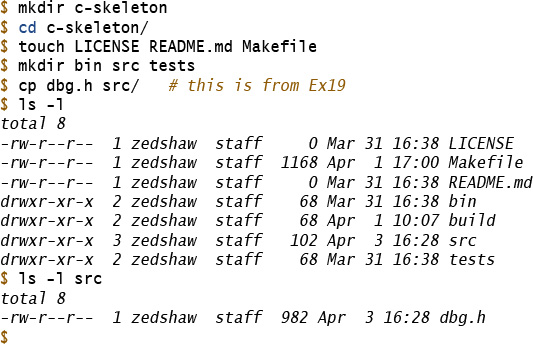 $ mkdir c-skeleton
$ cd c-skeleton/
$ touch LICENSE README.md Makefile
$ mkdir bin src tests
$ cp dbg.h src/   # this is from Ex19
$ ls -l
total 8
-rw-r--r--  1 zedshaw  staff     0 Mar 31 16:38 LICENSE
-rw-r--r--  1 zedshaw  staff  1168 Apr  1 17:00 Makefile
-rw-r--r--  1 zedshaw  staff     0 Mar 31 16:38 README.md
drwxr-xr-x  2 zedshaw  staff    68 Mar 31 16:38 bin
drwxr-xr-x  2 zedshaw  staff    68 Apr  1 10:07 build
drwxr-xr-x  3 zedshaw  staff   102 Apr  3 16:28 src
drwxr-xr-x  2 zedshaw  staff    68 Mar 31 16:38 tests
$ ls -l src
total 8
-rw-r--r--  1 zedshaw  staff  982 Apr  3 16:28 dbg.h
$